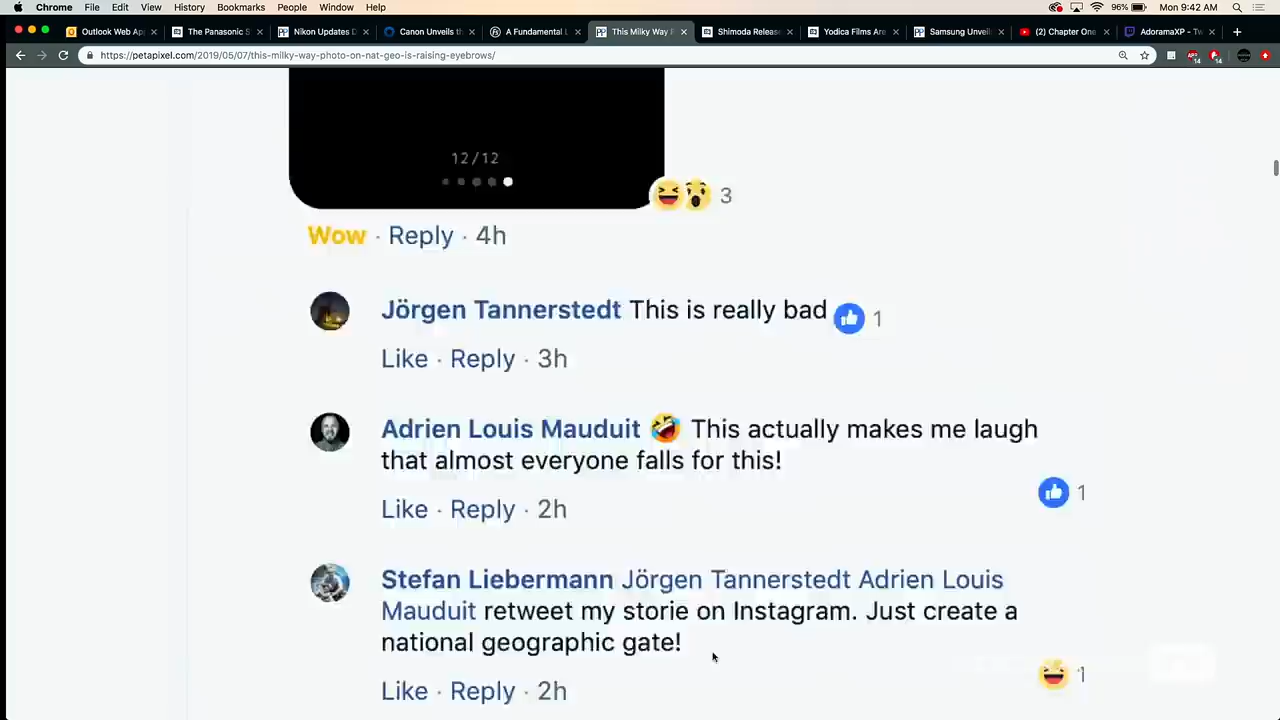 Chrome File Edit View History Bookmarks People Window Help 96% Mon 9:42 AM
Outlook Web Ap The Panasonic S Nikon Updates D Canon Unveils th A Fundamental L This Milky Way P Shimoda Releas Yodica Films Are Samsung Unveil (2) Chapter One AdoramaXP - Tw
https://petapixel.com/2019/05/07/this-milky-way-photo-on-nat-geo-is-raising-eyebrows/
12/12
3
Wow · Reply · 4h
Jörgen Tannerstedt This is really bad 1
Like · Reply · 3h
Adrien Louis Mauduit 🤣 This actually makes me laugh
that almost everyone falls for this!
1
Like · Reply · 2h
Stefan Liebermann Jörgen Tannerstedt Adrien Louis
Mauduit retweet my storie on Instagram. Just create a
national geographic gate!
1
Like · Reply · 2h